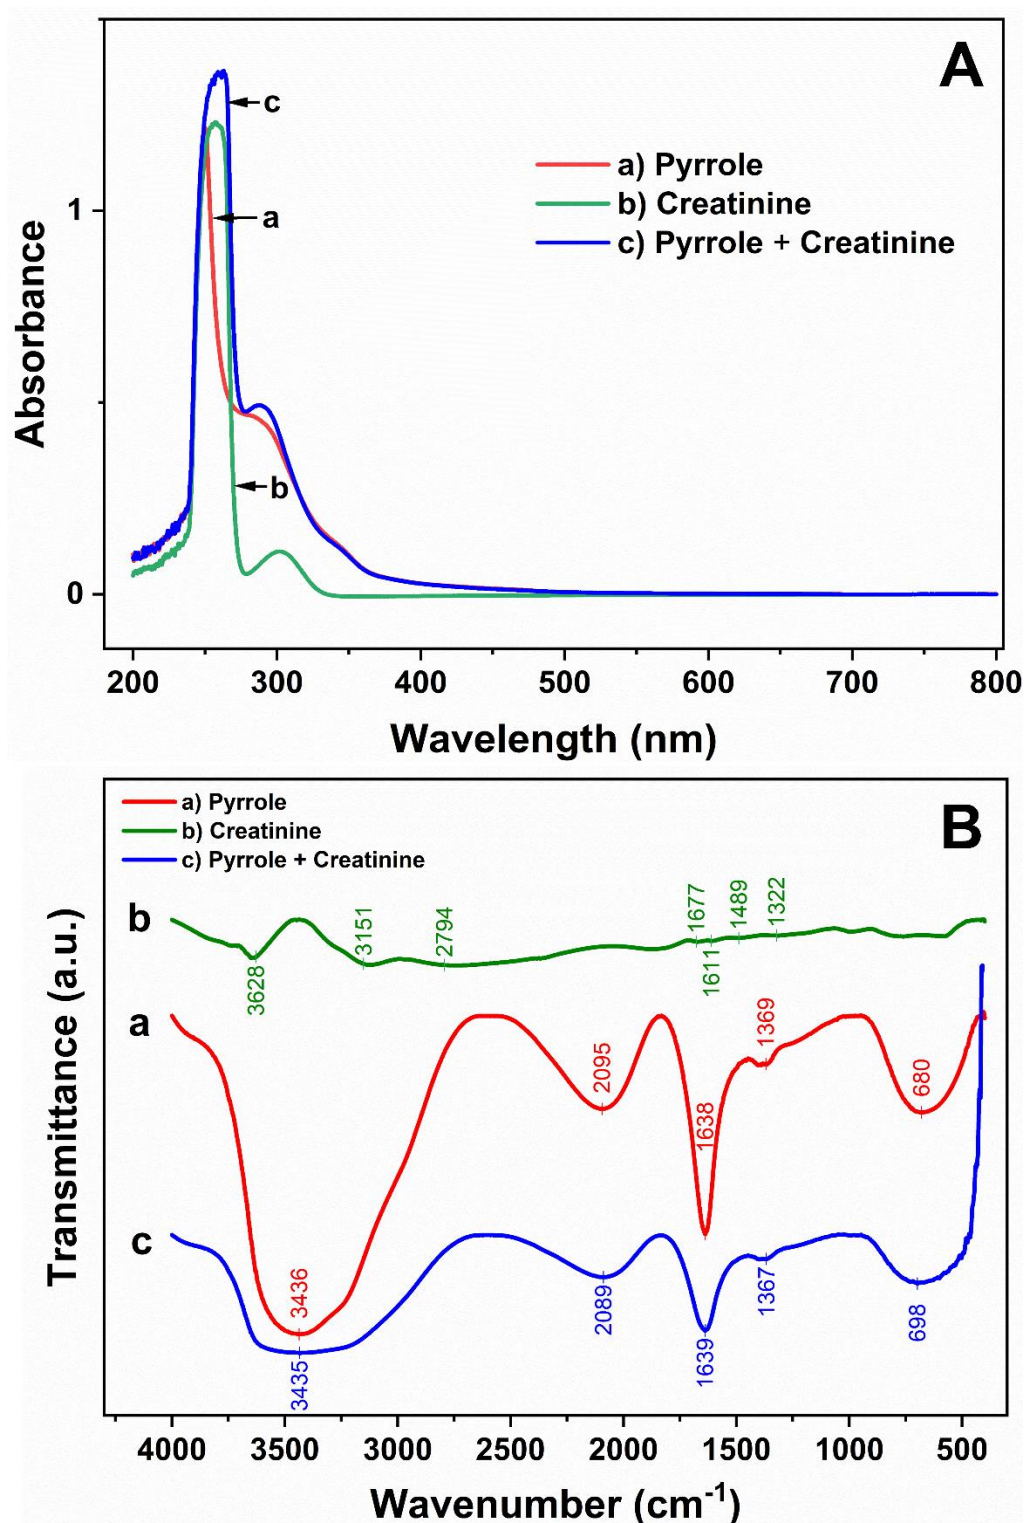 A
c
a
b
a) Pyrrole
b) Creatinine
c) Pyrrole + Creatinine
Absorbance
1
0
200 300 400 500 600 700 800
Wavelength (nm)
a) Pyrrole
b) Creatinine
c) Pyrrole + Creatinine
B
Transmittance (a.u.)
b
3628
3151
2794
1677
1611
1489
1322
a
3436
2095
1638
1369
680
c
3435
2089
1639
1367
698
4000 3500 3000 2500 2000 1500 1000 500
Wavenumber (cm⁻¹)